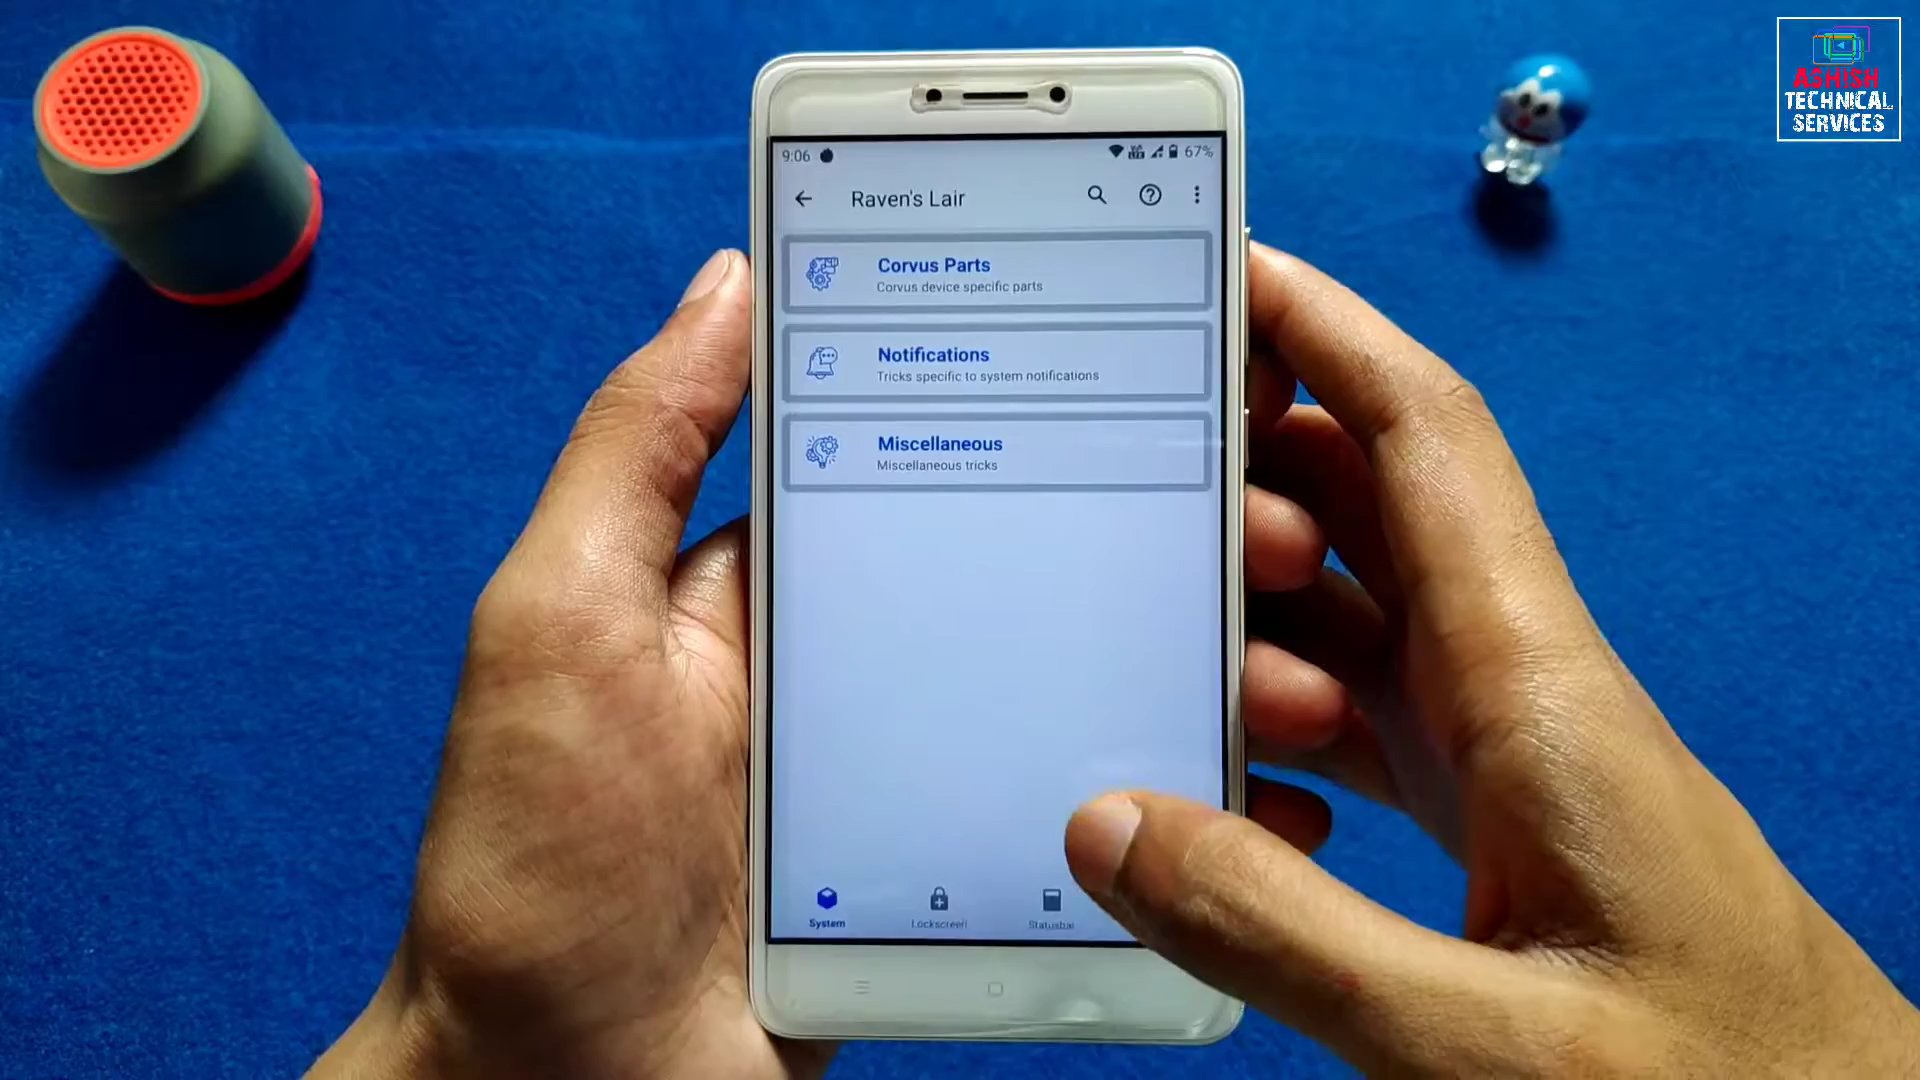 ASHISH
TECHNICAL
SERVICES
9:06
67%
Raven's Lair
Corvus Parts
Corvus device specific parts
Notifications
Tricks specific to system notifications
Miscellaneous
Miscellaneous tricks
System
Lockscreen
Statusbar